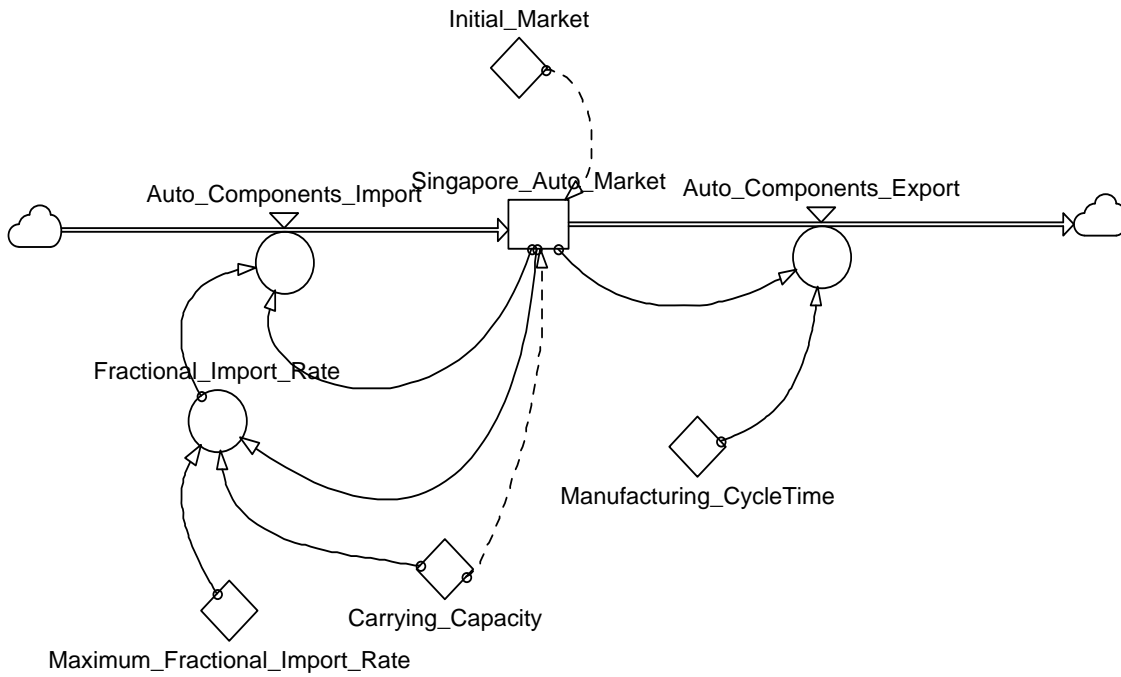 Initial_Market
Singapore_Auto_Market
Auto_Components_Import
Auto_Components_Export
Fractional_Import_Rate
Manufacturing_CycleTime
Carrying_Capacity
Maximum_Fractional_Import_Rate